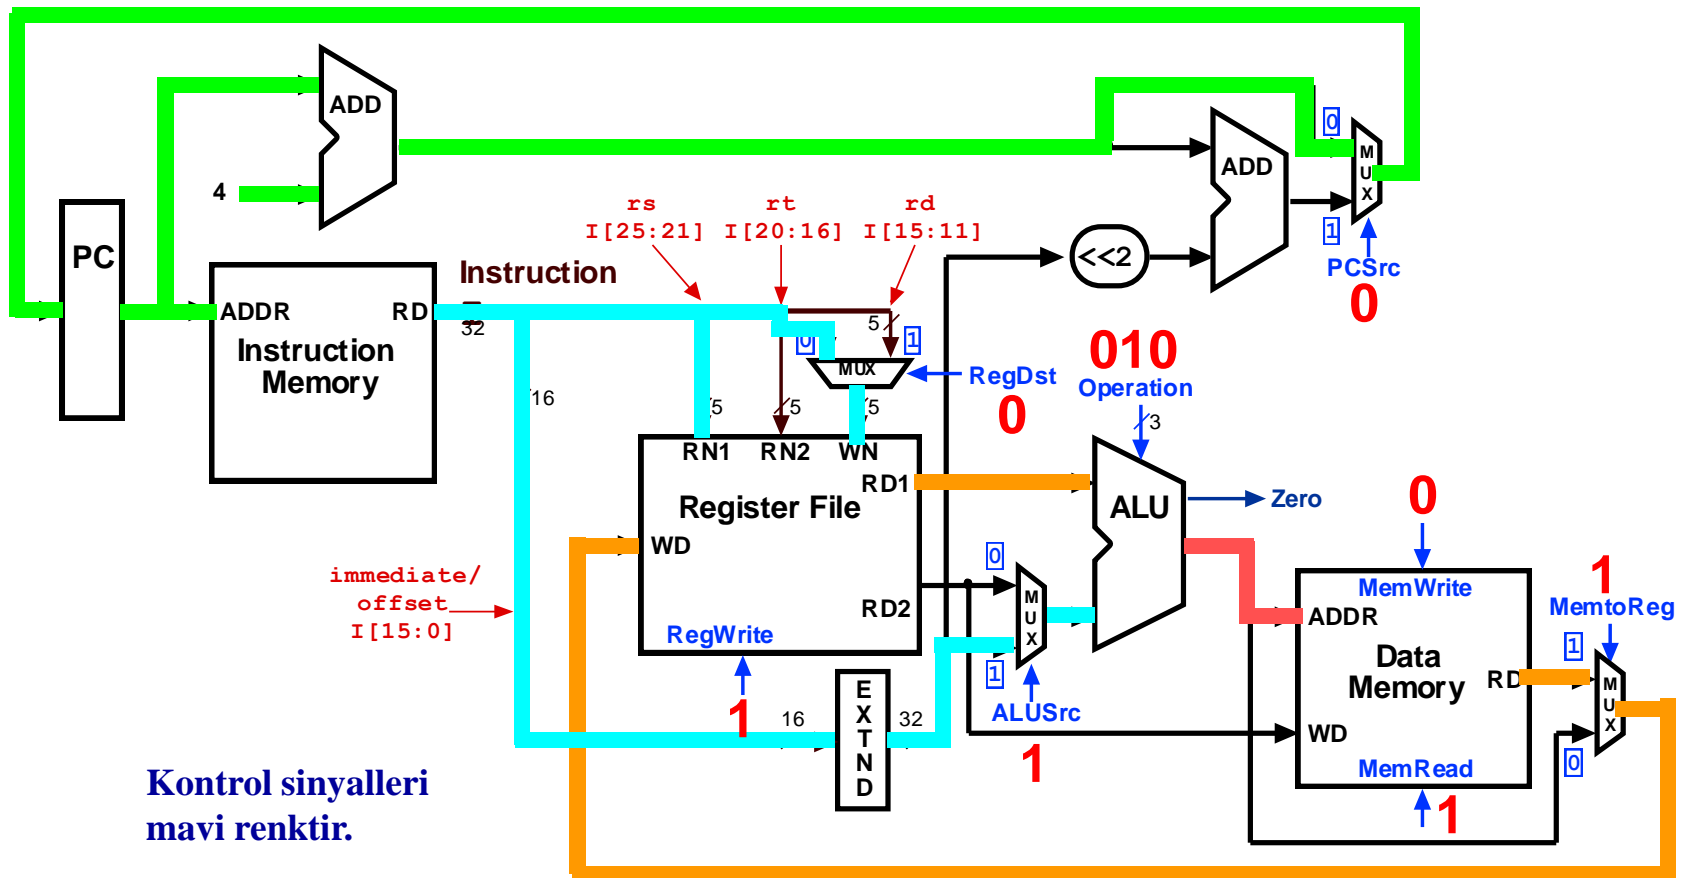 ADD
4
PC
Instruction
ADDR
RD
32
Instruction
Memory
16
rs
I[25:21]
rt
I[20:16]
rd
I[15:11]
5
0
1
MUX
RegDst
0
5
5
5
RN1
RN2
WN
RD1
Register File
WD
RD2
RegWrite
1
immediate/
offset
I[15:0]
16
E
X
T
N
D
32
<<2
ADD
0
M
U
X
1
PCSrc
0
010
Operation
3
ALU
Zero
0
M
U
X
1
ALUSrc
1
0
MemWrite
ADDR
Data
Memory
RD
WD
MemRead
1
1
MemtoReg
1
M
U
X
0
Kontrol sinyalleri
mavi renktir.